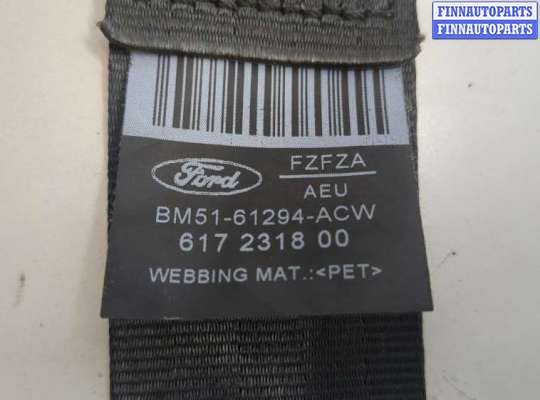 FINNAUTOPARTS
FINNAUTOPARTS
Ford
FZFZA
AEU
BM51-61294-ACW
617 2318 00
WEBBING MAT.:<PET>